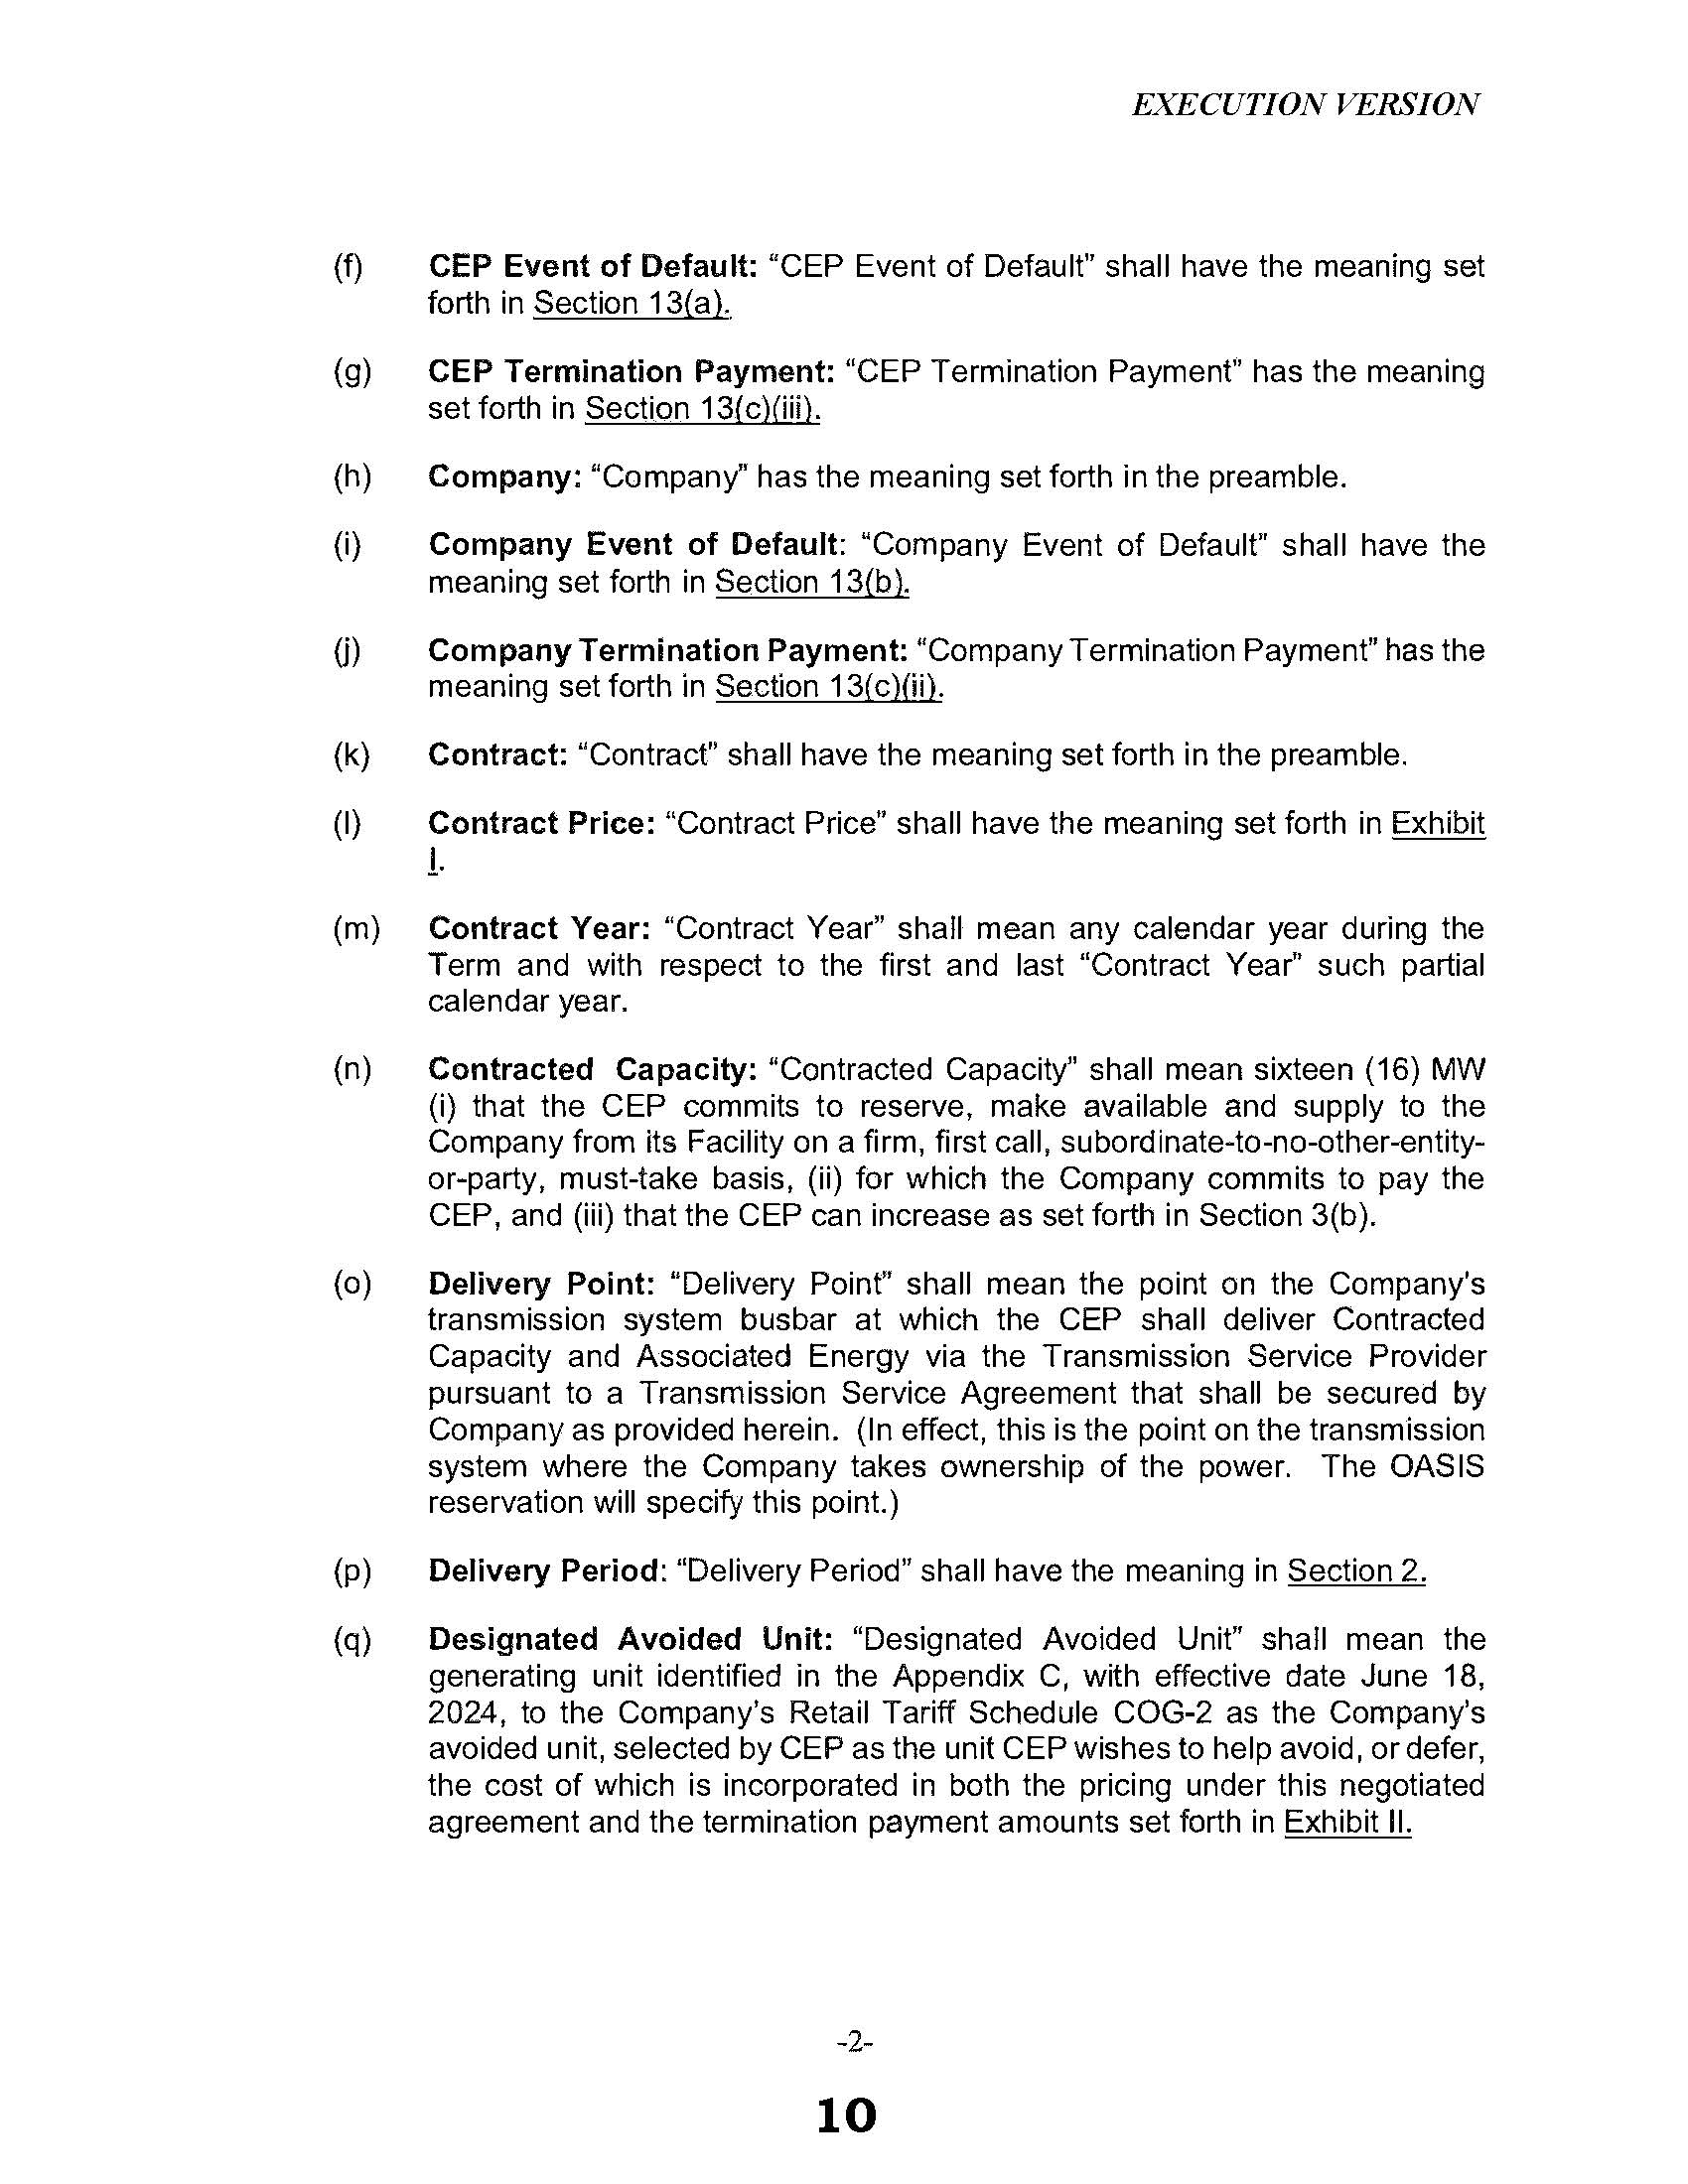 EXECUTION VERSION
(f) CEP Event of Default: “CEP Event of Default” shall have the meaning set
forth in Section 13(a).
(g) CEP Termination Payment: “CEP Termination Payment” has the meaning
set forth in Section 13(c)(iii).
(h) Company: “Company” has the meaning set forth in the preamble.
(i) Company Event of Default: “Company Event of Default” shall have the
meaning set forth in Section 13(b).
(j) Company Termination Payment: “Company Termination Payment” has the
meaning set forth in Section 13(c)(ii).
(k) Contract: “Contract” shall have the meaning set forth in the preamble.
(l) Contract Price: “Contract Price” shall have the meaning set forth in Exhibit
I.
(m) Contract Year: “Contract Year” shall mean any calendar year during the
Term and with respect to the first and last “Contract Year” such partial
calendar year.
(n) Contracted Capacity: “Contracted Capacity” shall mean sixteen (16) MW
(i) that the CEP commits to reserve, make available and supply to the
Company from its Facility on a firm, first call, subordinate-to-no-other-entity-
or-party, must-take basis, (ii) for which the Company commits to pay the
CEP, and (iii) that the CEP can increase as set forth in Section 3(b).
(o) Delivery Point: “Delivery Point” shall mean the point on the Company's
transmission system busbar at which the CEP shall deliver Contracted
Capacity and Associated Energy via the Transmission Service Provider
pursuant to a Transmission Service Agreement that shall be secured by
Company as provided herein. (In effect, this is the point on the transmission
system where the Company takes ownership of the power. The OASIS
reservation will specify this point.)
(p) Delivery Period: “Delivery Period” shall have the meaning in Section 2.
(q) Designated Avoided Unit: “Designated Avoided Unit” shall mean the
generating unit identified in the Appendix C, with effective date June 18,
2024, to the Company’s Retail Tariff Schedule COG-2 as the Company’s
avoided unit, selected by CEP as the unit CEP wishes to help avoid, or defer,
the cost of which is incorporated in both the pricing under this negotiated
agreement and the termination payment amounts set forth in Exhibit II.
-2-
10